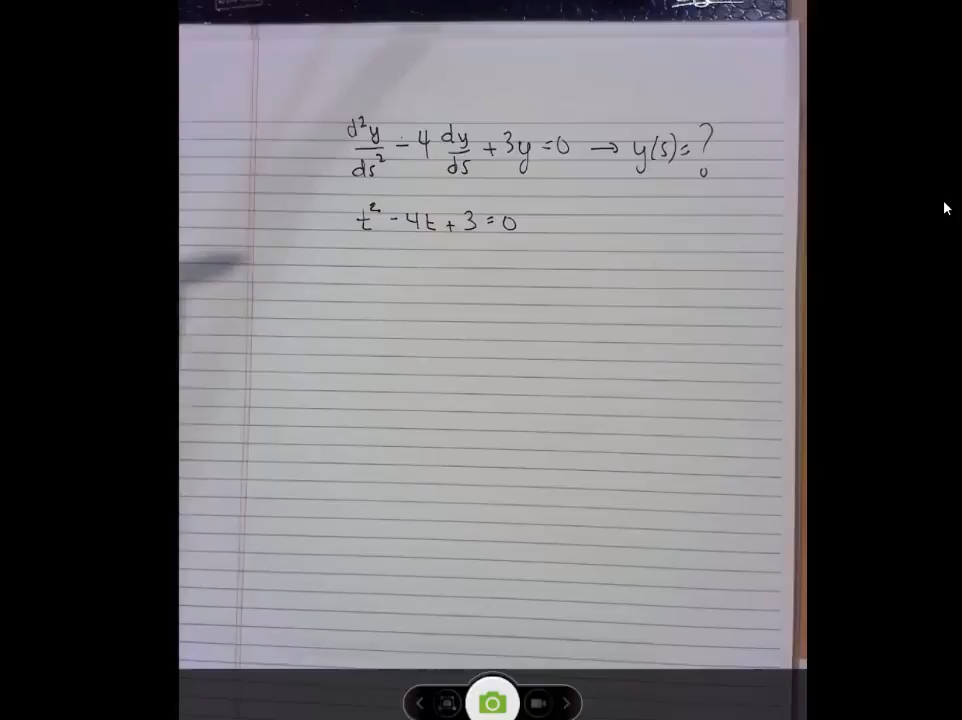 d²y/ds² - 4 dy/ds + 3y = 0 → y(s) = ?
t² - 4t + 3 = 0